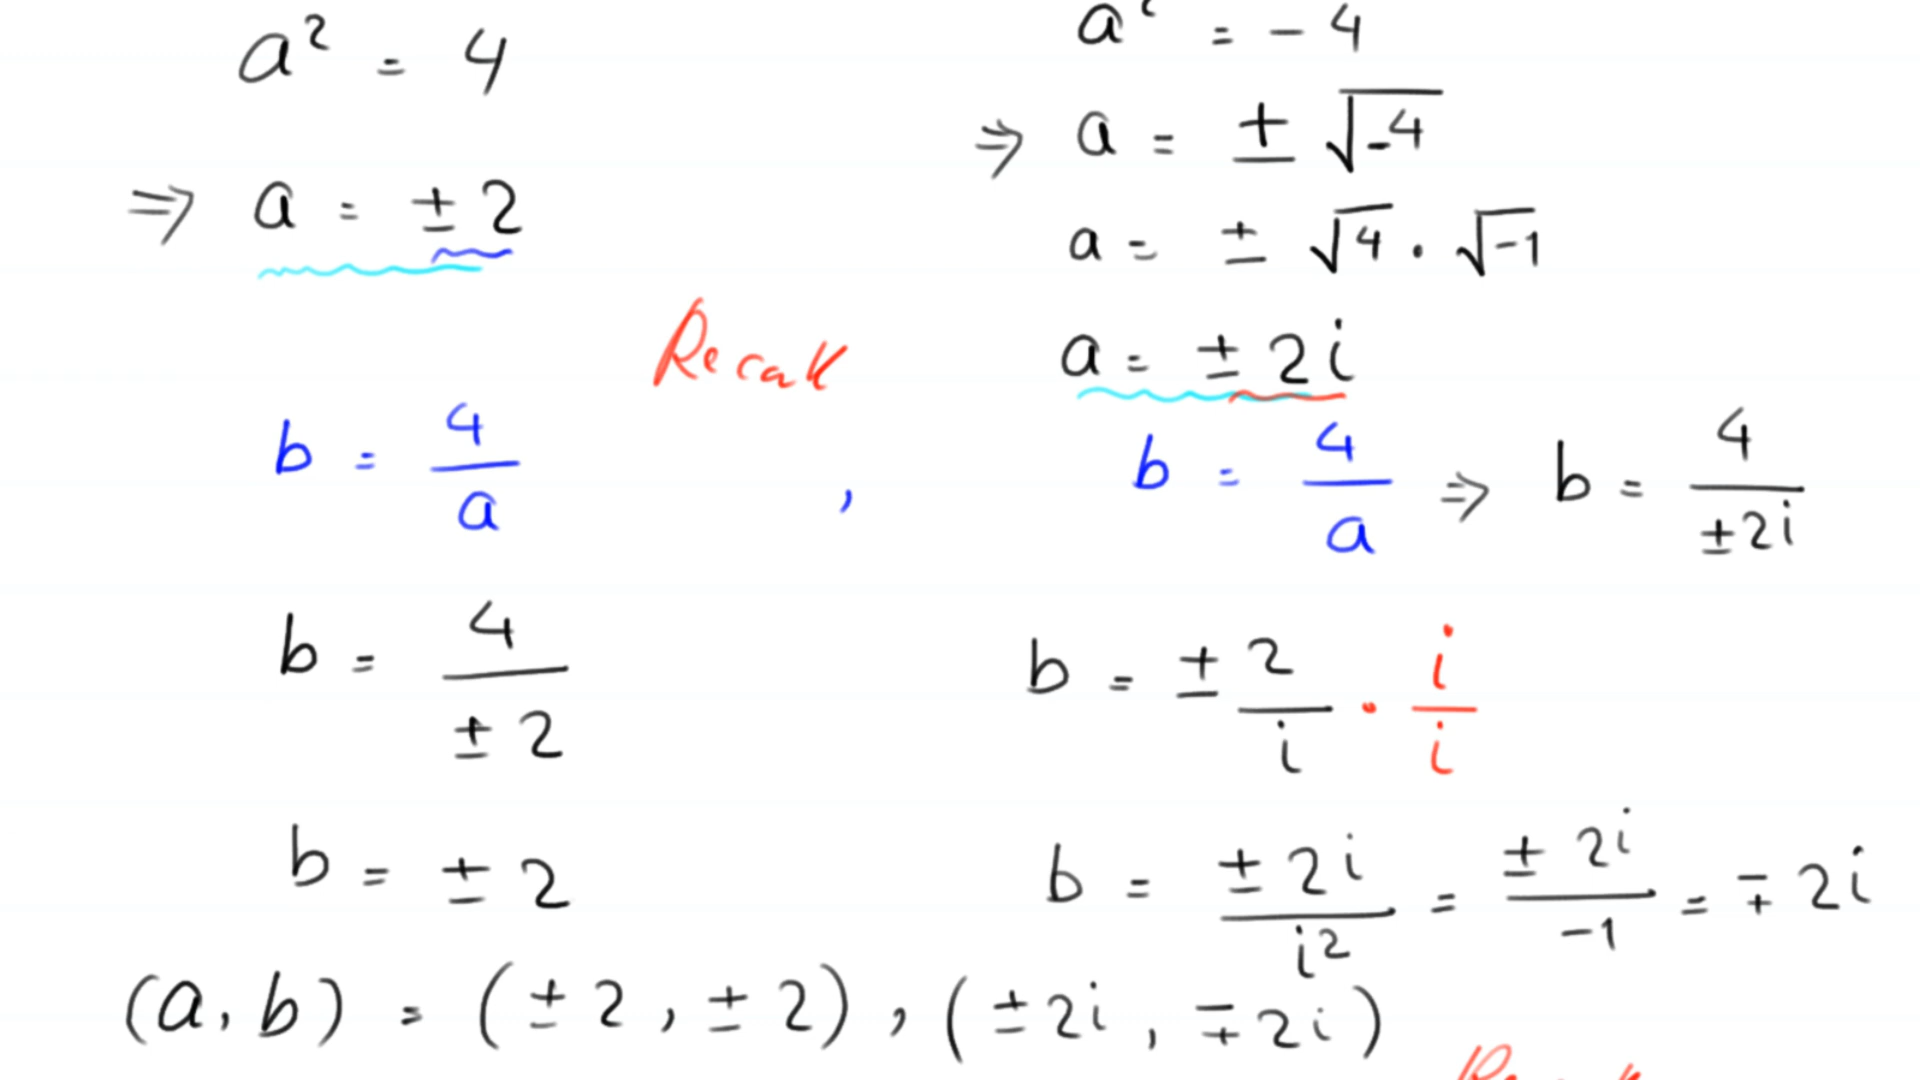 a² = 4
⇒ a = ± 2
Recall
b = 4/a ,
b = 4/±2
b = ± 2
a² = - 4
⇒ a = ± √-4
a = ± √4 . √-1
a = ± 2i
b = 4/a ⇒ b = 4/±2i
b = ± 2/i · i/i
b = ± 2i/i² = ± 2i/-1 = ∓ 2i
(a, b) = (± 2, ± 2), (± 2i, ∓ 2i)